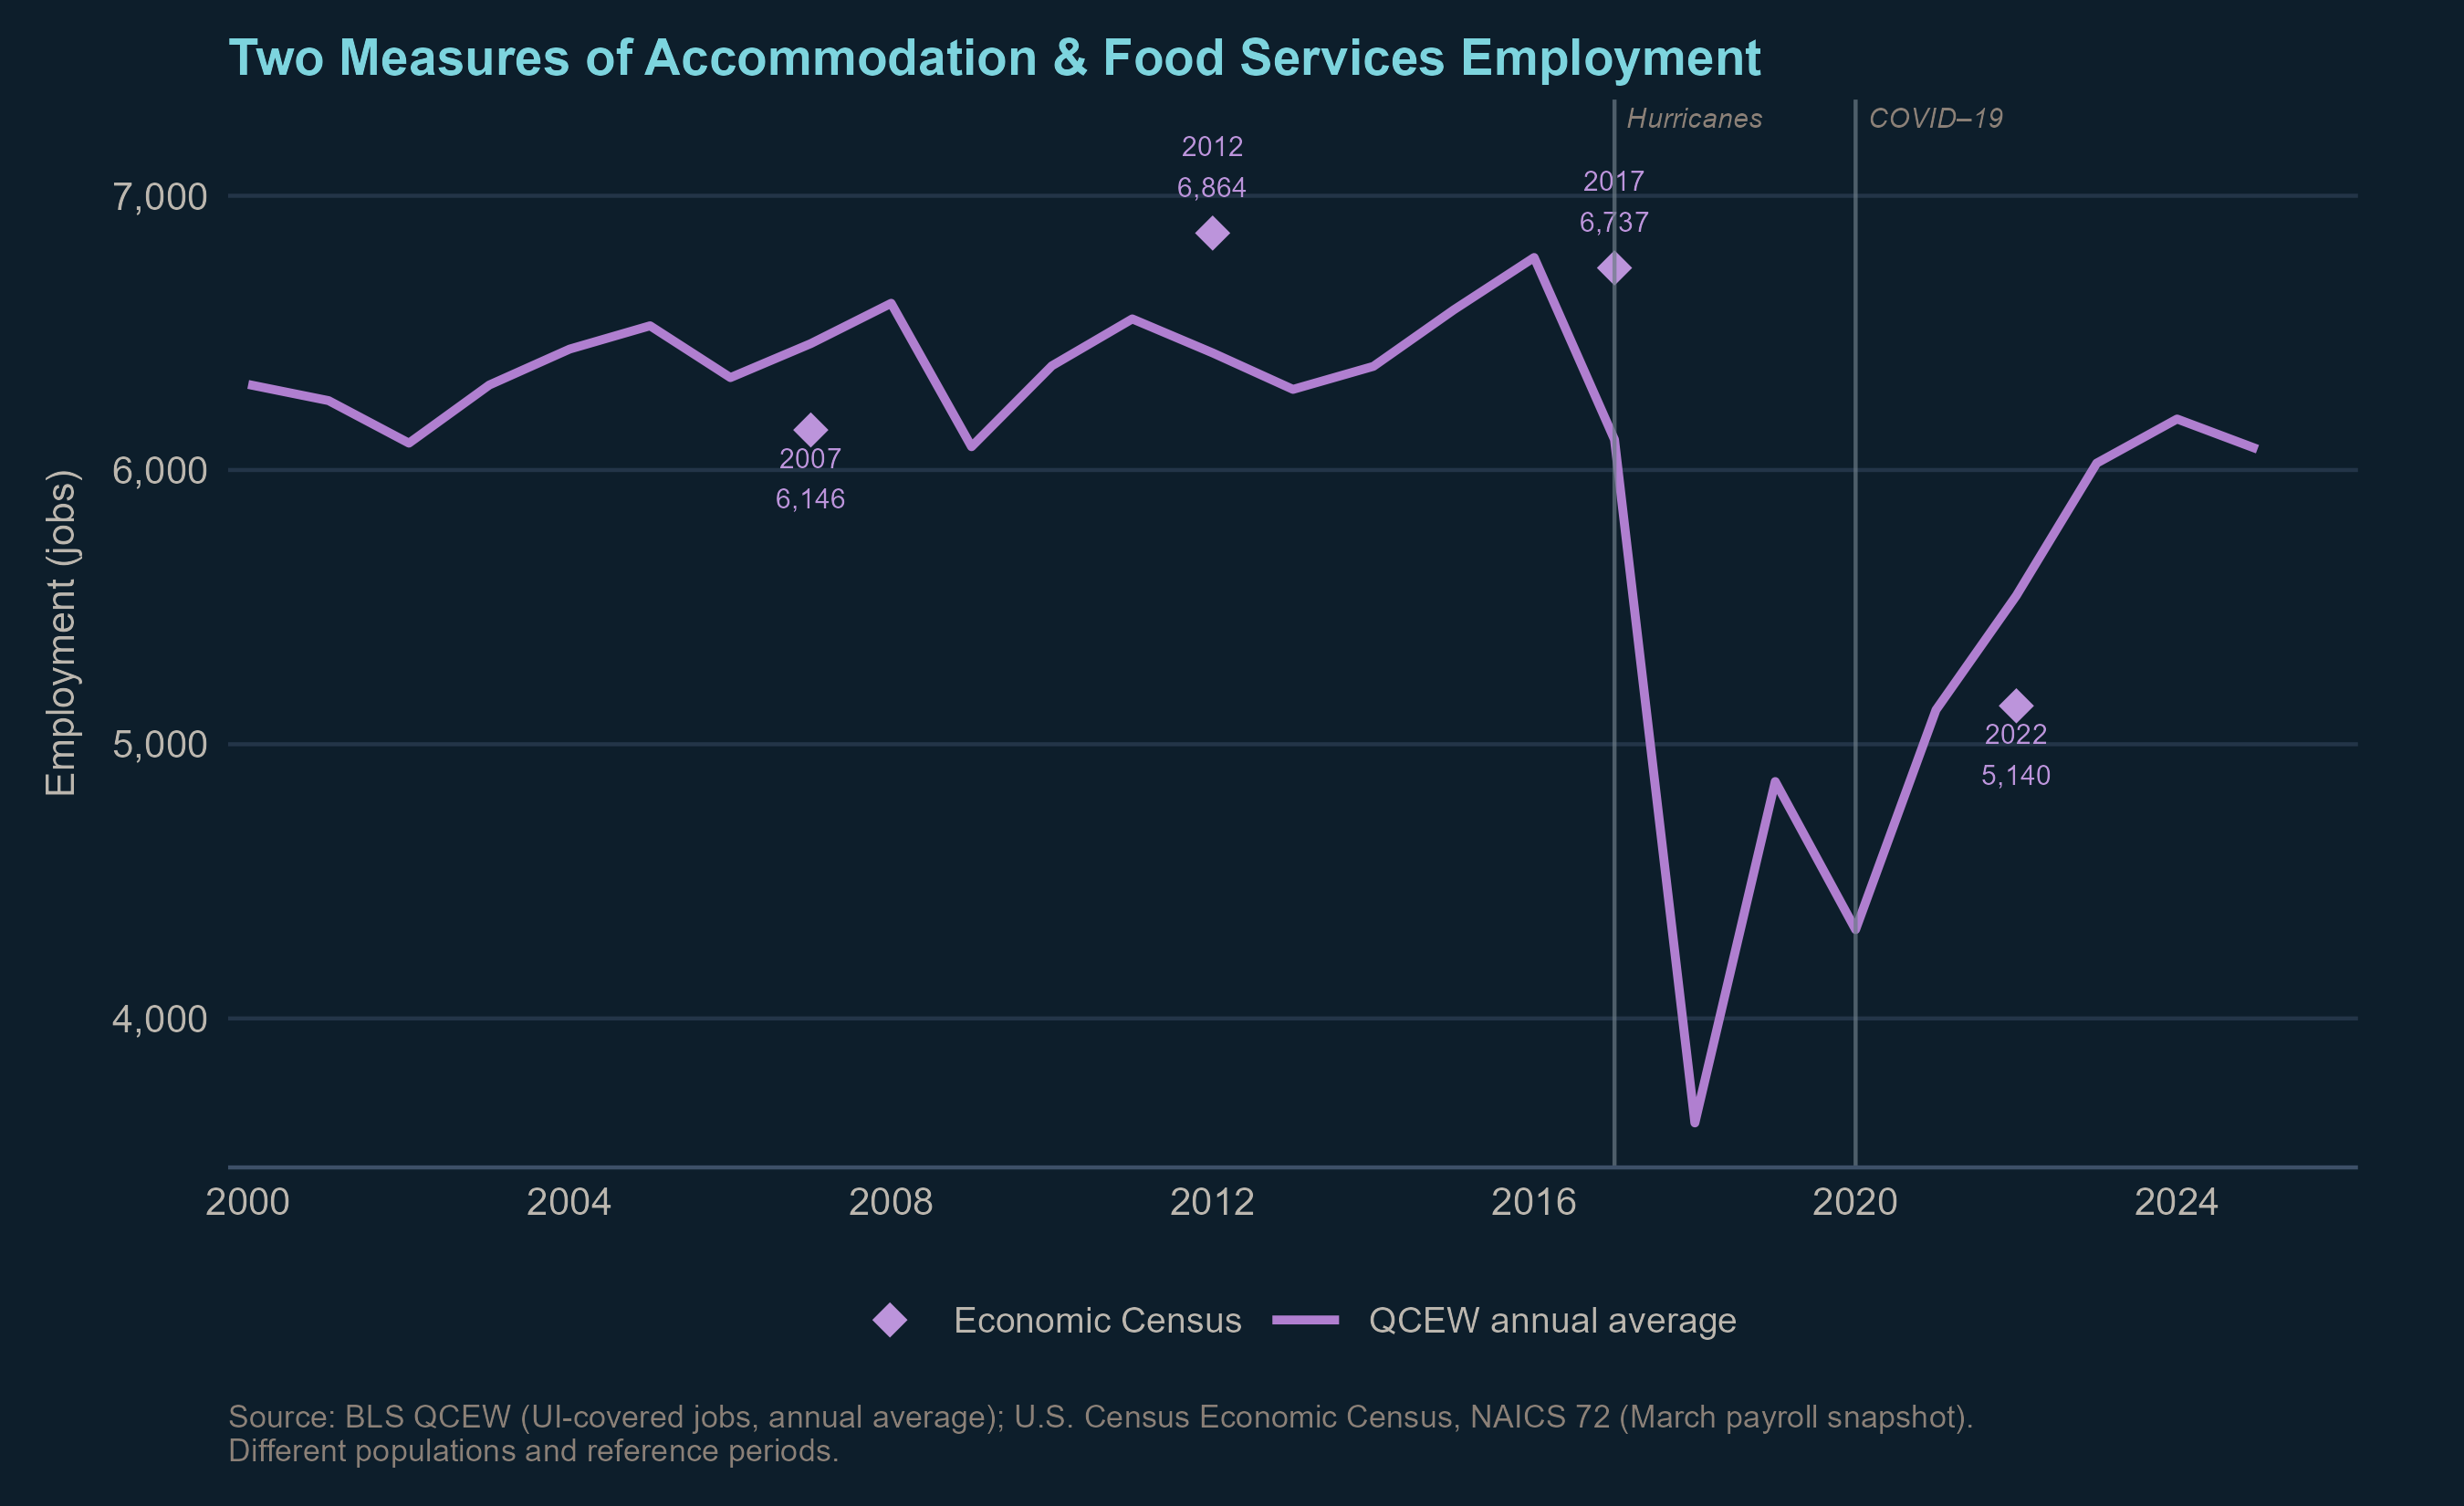 Two Measures of Accommodation & Food Services Employment
Hurricanes
COVID–19
2012
6,864
2017
6,737
7,000
6,000
5,000
4,000
Employment (jobs)
2007
6,146
2022
5,140
2000
2004
2008
2012
2016
2020
2024
Economic Census
QCEW annual average
Source: BLS QCEW (UI-covered jobs, annual average); U.S. Census Economic Census, NAICS 72 (March payroll snapshot).
Different populations and reference periods.